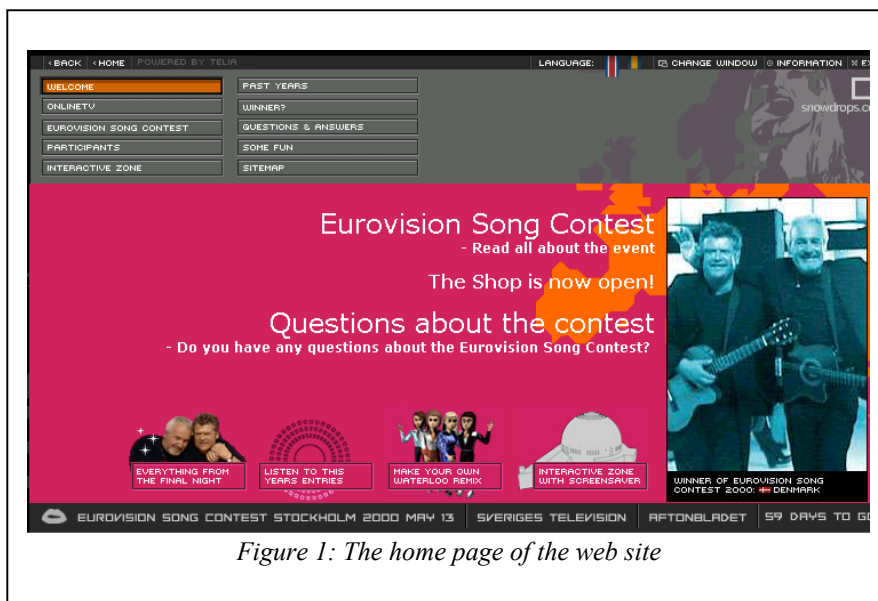 BACK HOME POWERED BY TELIA LANGUAGE: CHANGE WINDOW INFORMATION
WELCOME
ONLINETV
EUROVISION SONG CONTEST
PARTICIPANTS
INTERACTIVE ZONE
PAST YEARS
WINNER?
QUESTIONS & ANSWERS
SOME FUN
SITEMAP
Eurovision Song Contest
- Read all about the event
The Shop is now open!
Questions about the contest
- Do you have any questions about the Eurovision Song Contest?
EVERYTHING FROM
THE FINAL NIGHT
LISTEN TO THIS
YEARS ENTRIES
MAKE YOUR OWN
WATERLOO REMIX
INTERACTIVE ZONE
WITH SCREENSAVER
WINNER OF EUROVISION SONG
CONTEST 2000: DENMARK
EUROVISION SONG CONTEST STOCKHOLM 2000 MAY 13 SVERIGES TELEVISION AFTONBLADET 59 DAYS TO GO
Figure 1: The home page of the web site